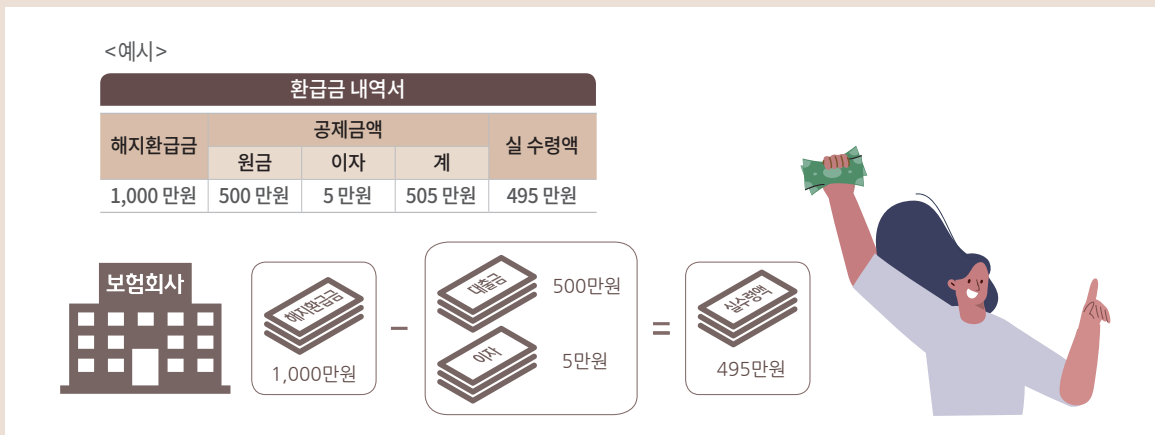 <예시>
환급금 내역서
해지환급금 공제금액 실 수령액
원금 이자 계
1,000 만원 500 만원 5 만원 505 만원 495 만원
보험회사
해지환급금
1,000만원
−
대출금 500만원
이자 5만원
=
실수령액
495만원